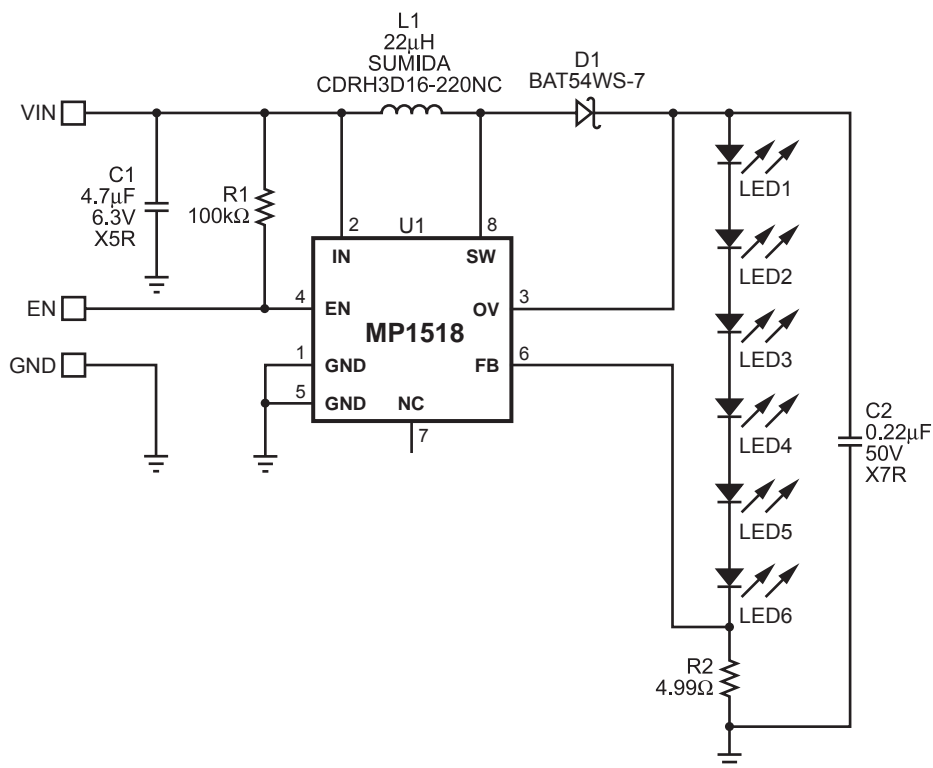 L1
22µH
SUMIDA
CDRH3D16-220NC
D1
BAT54WS-7
VIN
C1
4.7µF
6.3V
X5R
R1
100kΩ
U1
2
8
IN
SW
LED1
LED2
EN
4
EN
OV
3
MP1518
LED3
GND
1
GND
FB
6
5
GND
NC
7
LED4
C2
0.22µF
50V
X7R
LED5
LED6
R2
4.99Ω